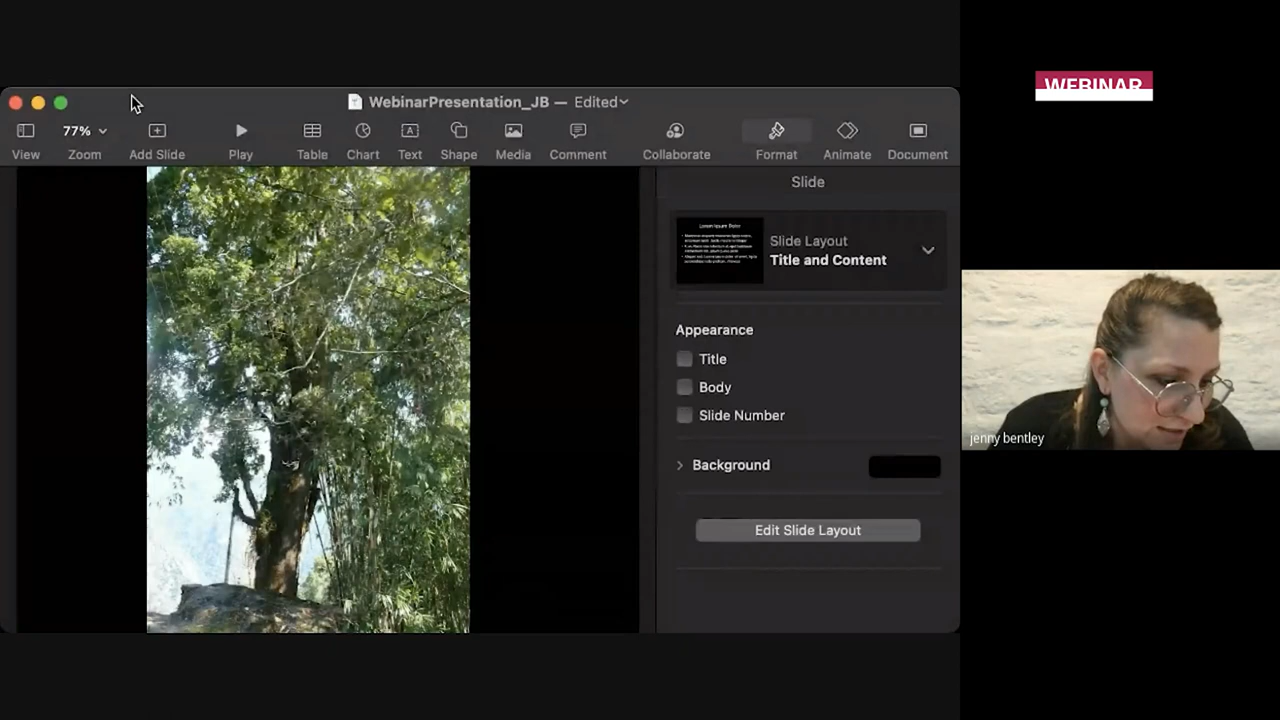 WEBINAR
WebinarPresentation_JB — Edited
77%
View Zoom Add Slide Play Table Chart Text Shape Media Comment Collaborate Format Animate Document
Slide
Slide Layout
Title and Content
Appearance
Title
Body
Slide Number
Background
Edit Slide Layout
jenny bentley